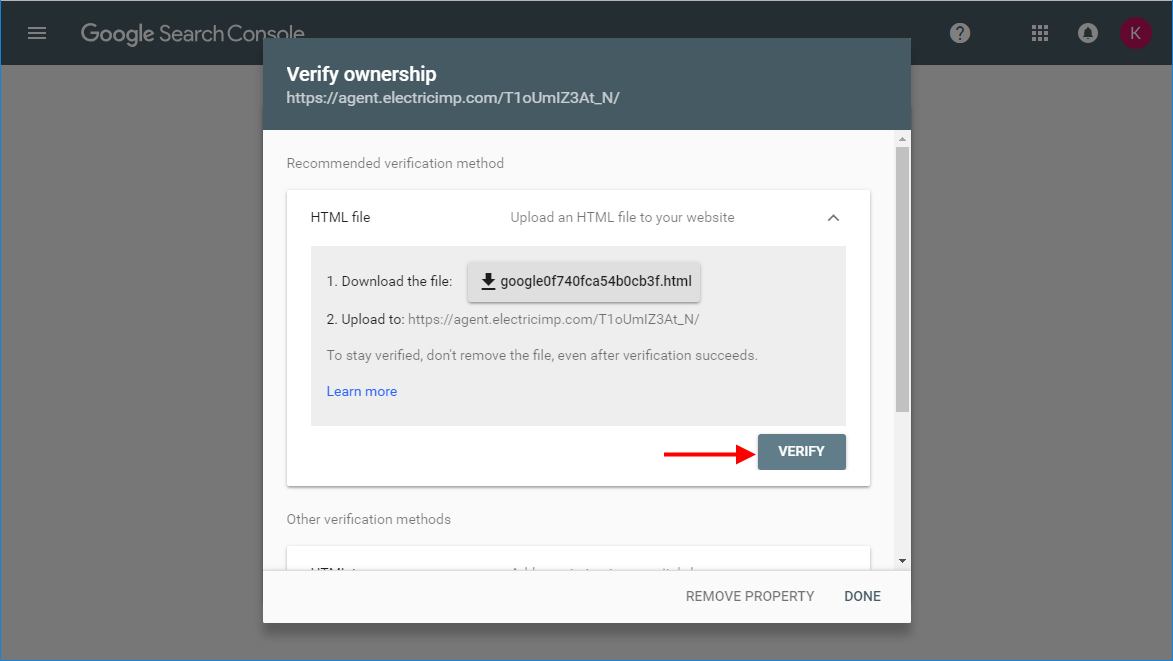 Google Search Console
K
Verify ownership
https://agent.electricimp.com/T1oUmIZ3At_N/
Recommended verification method
HTML file Upload an HTML file to your website
1. Download the file: google0f740fca54b0cb3f.html
2. Upload to: https://agent.electricimp.com/T1oUmIZ3At_N/
To stay verified, don't remove the file, even after verification succeeds.
Learn more
VERIFY
Other verification methods
REMOVE PROPERTY DONE